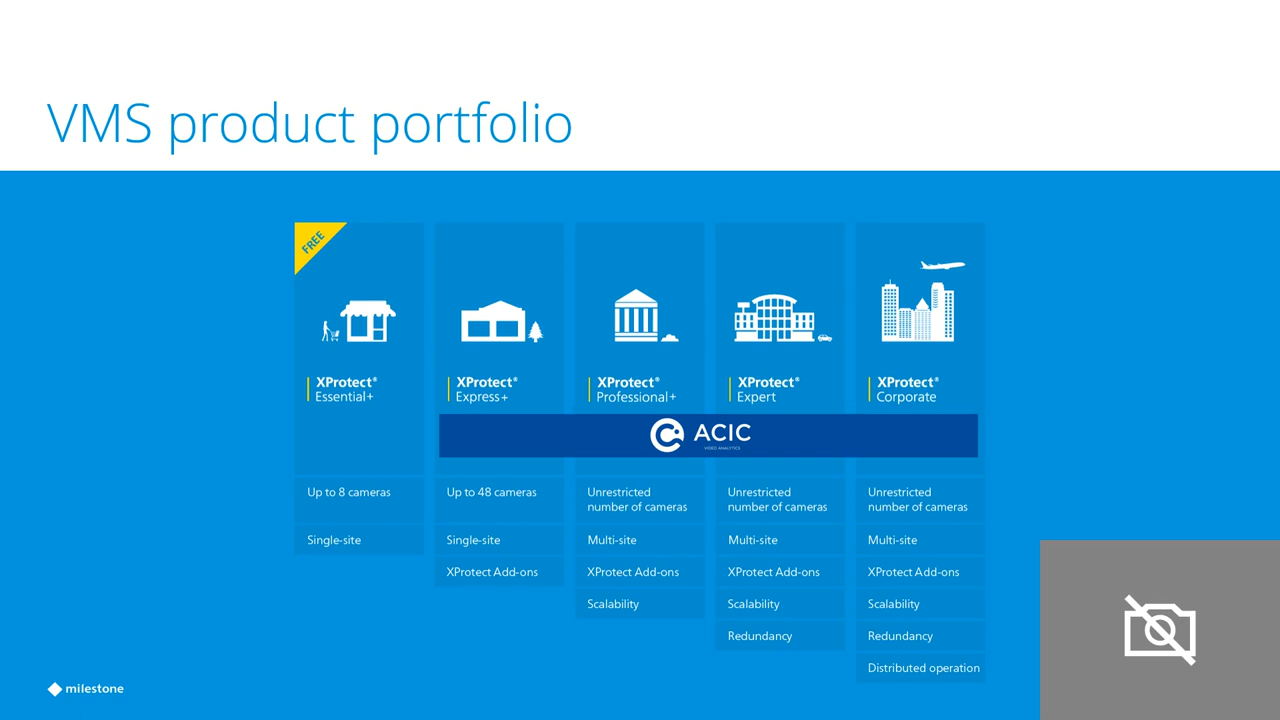 VMS product portfolio
FREE
XProtect®
Essential+
XProtect®
Express+
XProtect®
Professional+
XProtect®
Expert
XProtect®
Corporate
ACIC
VIDEO ANALYTICS
Up to 8 cameras
Single-site
Up to 48 cameras
Single-site
XProtect Add-ons
Unrestricted
number of cameras
Multi-site
XProtect Add-ons
Scalability
Unrestricted
number of cameras
Multi-site
XProtect Add-ons
Scalability
Redundancy
Unrestricted
number of cameras
Multi-site
XProtect Add-ons
Scalability
Redundancy
Distributed operation
milestone